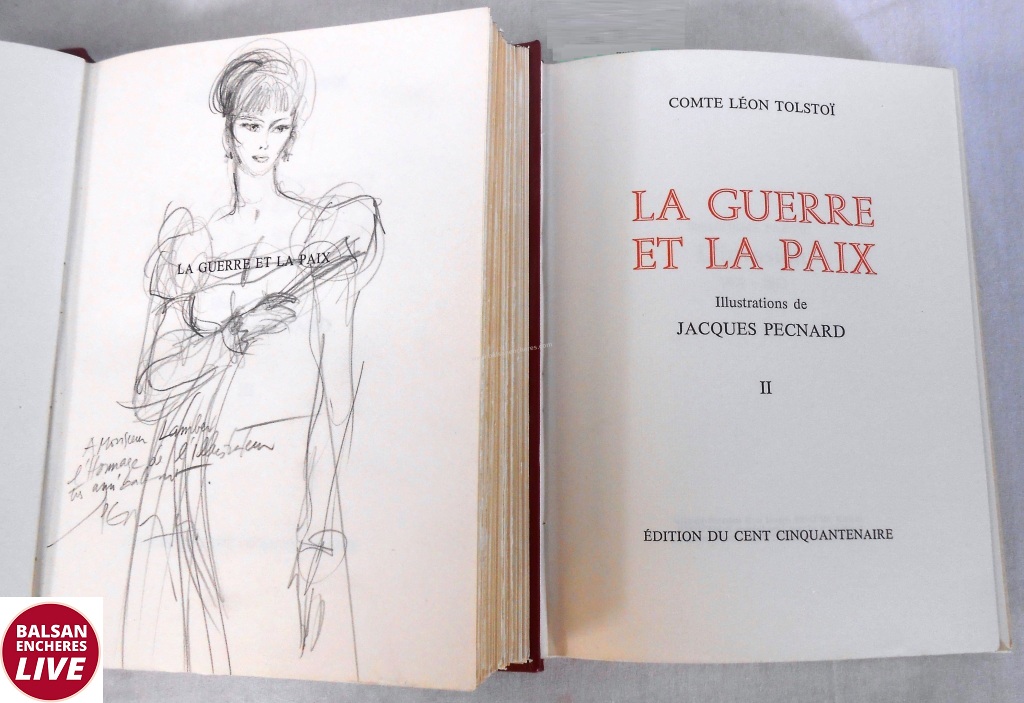 LA GUERRE ET LA PAIX
A Monsieur Lambert
l'Hommage de l'illustrateur
COMTE LÉON TOLSTOÏ
LA GUERRE
ET LA PAIX
Illustrations de
JACQUES PECNARD
II
ÉDITION DU CENT CINQUANTENAIRE
BALSAN
ENCHERES
LIVE